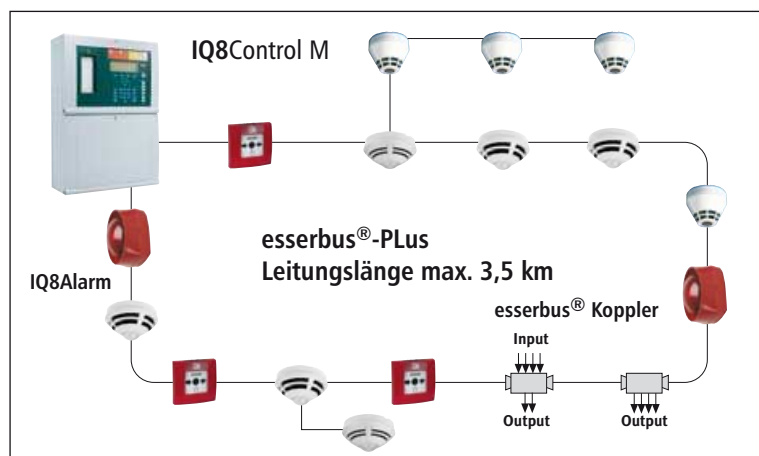 IQ8Control M
esserbus®-PLus
Leitungslänge max. 3,5 km
IQ8Alarm
esserbus® Koppler
Input
Output
Output